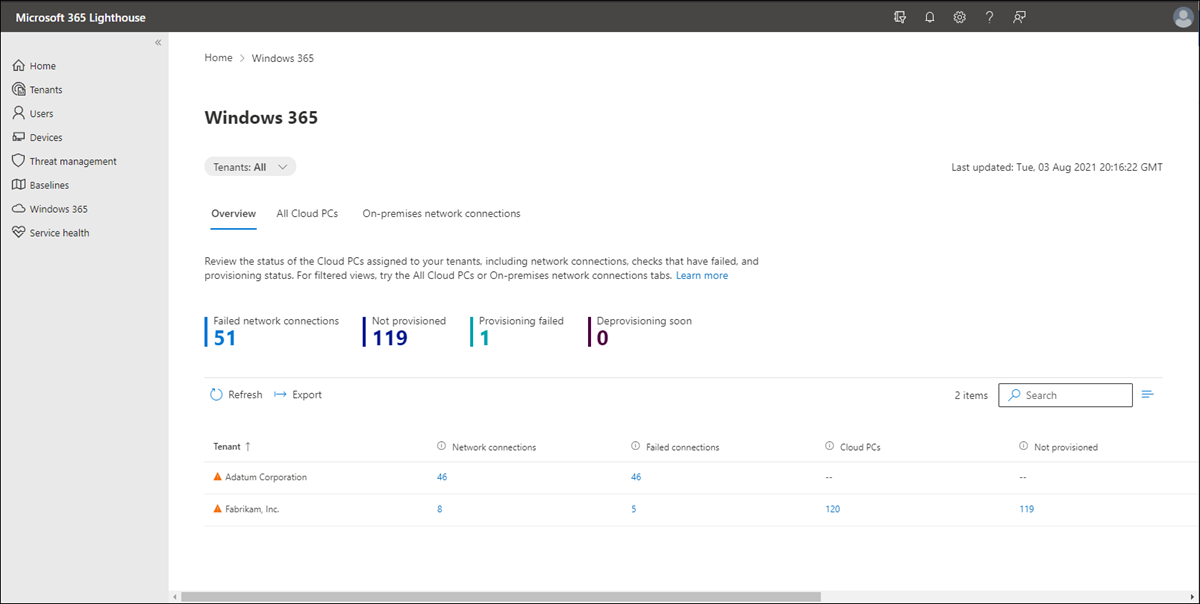 Microsoft 365 Lighthouse
Home
Tenants
Users
Devices
Threat management
Baselines
Windows 365
Service health
Home > Windows 365
Windows 365
Tenants: All
Last updated: Tue, 03 Aug 2021 20:16:22 GMT
Overview All Cloud PCs On-premises network connections
Review the status of the Cloud PCs assigned to your tenants, including network connections, checks that have failed, and
provisioning status. For filtered views, try the All Cloud PCs or On-premises network connections tabs. Learn more
Failed network connections Not provisioned Provisioning failed Deprovisioning soon
51 119 1 0
Refresh Export 2 items Search
Tenant ↑ Network connections Failed connections Cloud PCs Not provisioned
Adatum Corporation 46 46 -- --
Fabrikam, Inc. 8 5 120 119